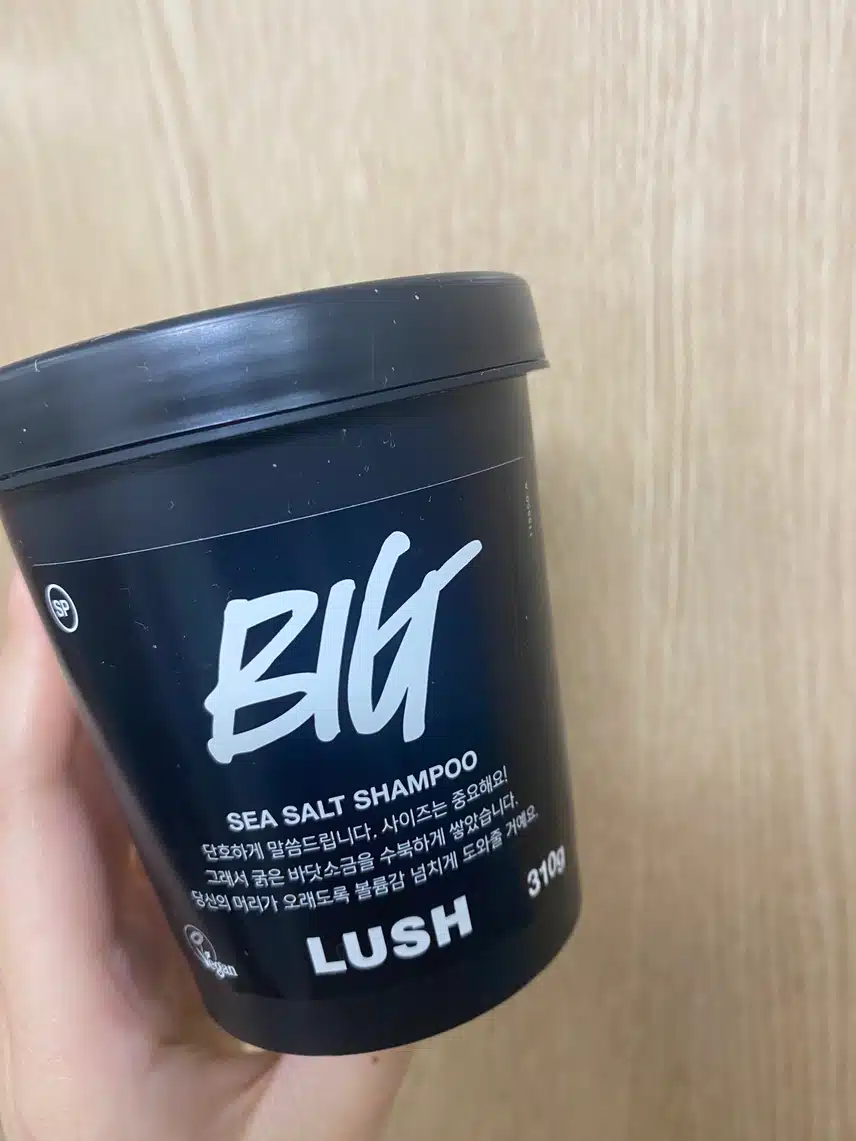 SP
BIG
SEA SALT SHAMPOO
단호하게 말씀드립니다. 사이즈는 중요해요!
그래서 굵은 바닷소금을 수북하게 쌓았습니다.
당신의 머리가 오래도록 볼륨감 넘치게 도와줄 거예요.
310g
LUSH
Vegan